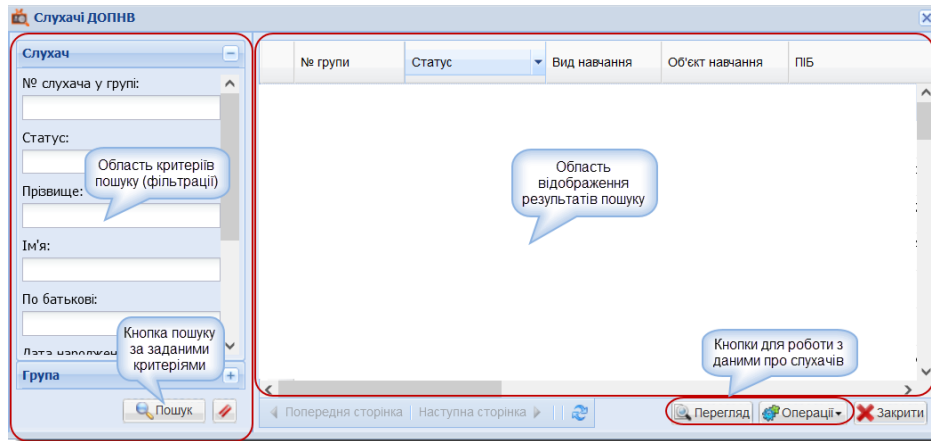 Слухачі ДОПНВ
Слухач
№ слухача у групі:
Статус:
Область критеріїв
пошуку (фільтрації)
Прізвище:
Ім'я:
По батькові:
Кнопка пошуку
за заданими
критеріями
Група
Пошук
№ групи Статус Вид навчання Об'єкт навчання ПІБ
Область
відображення
результатів пошуку
Кнопки для роботи з
даними про слухачів
Попередня сторінка Наступна сторінка Перегляд Операції Закрити